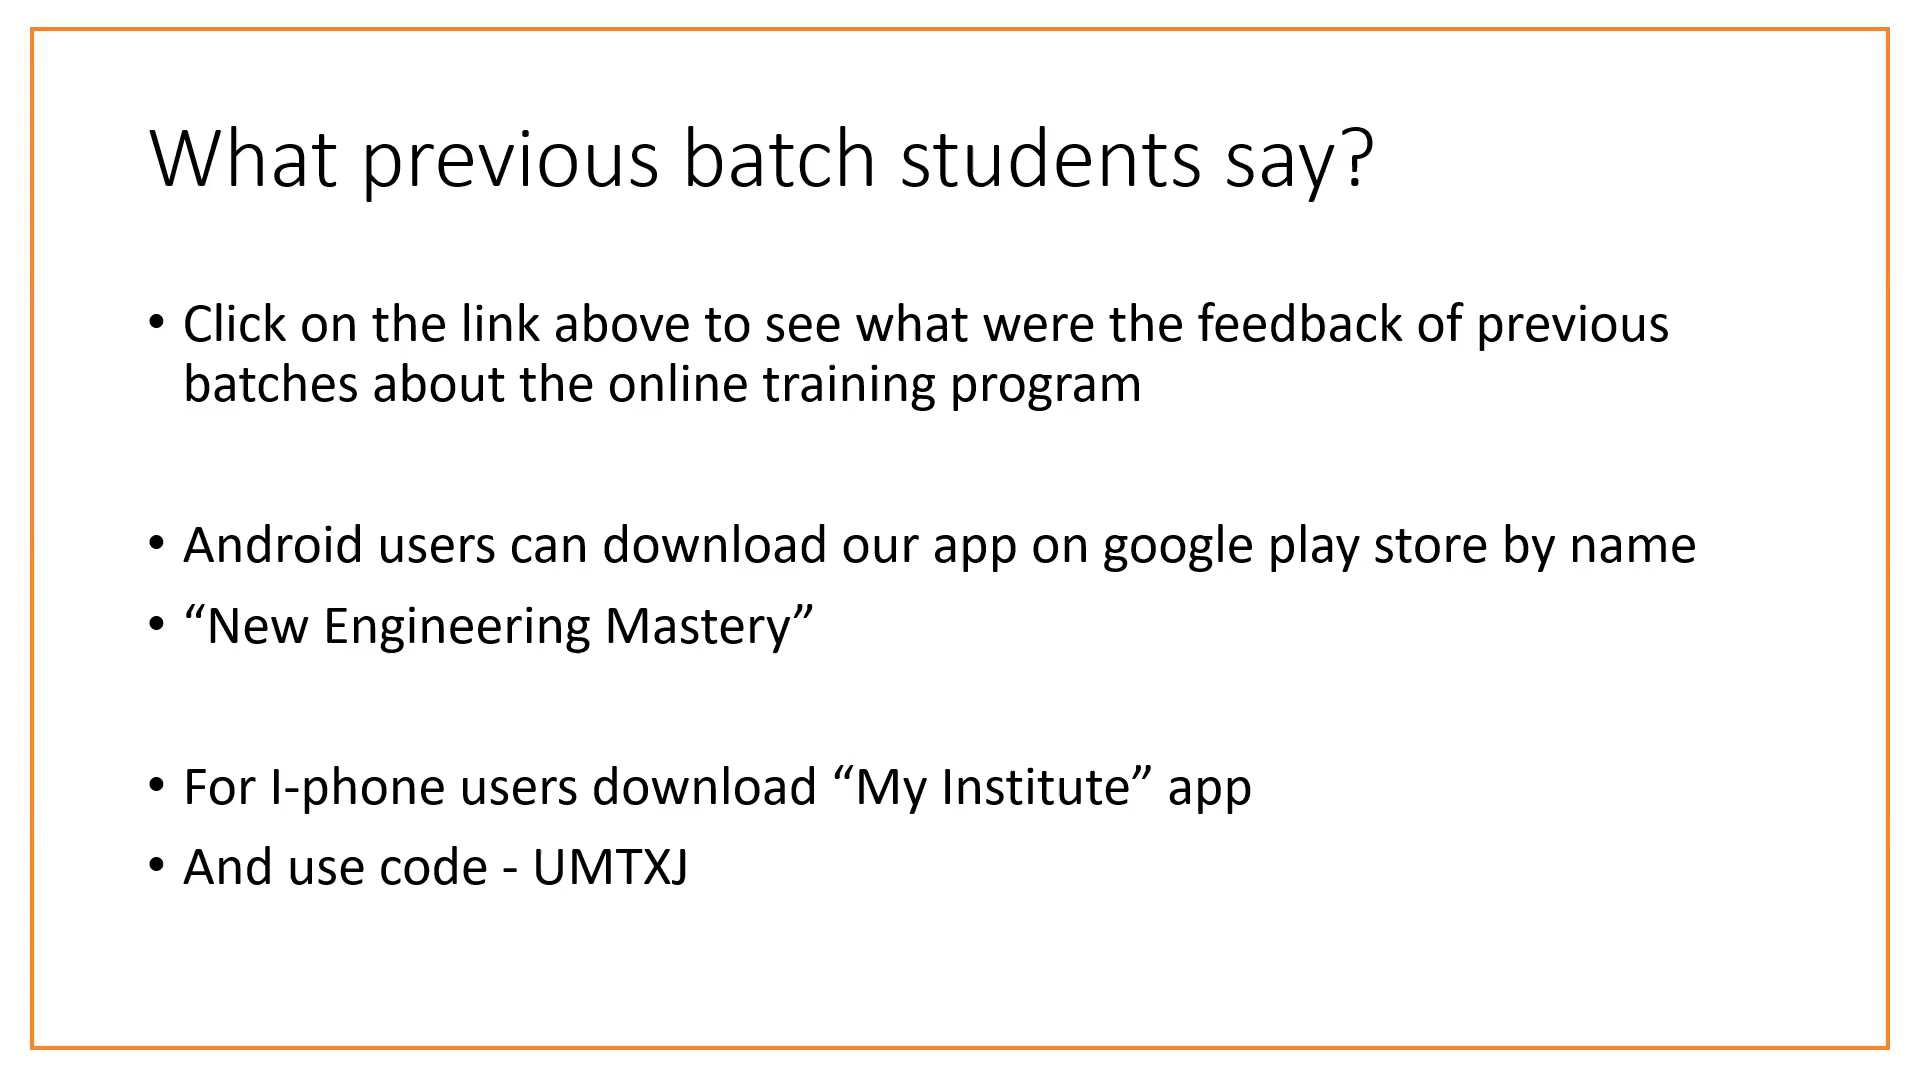 What previous batch students say?
• Click on the link above to see what were the feedback of previous
batches about the online training program
• Android users can download our app on google play store by name
• “New Engineering Mastery”
• For I-phone users download “My Institute” app
• And use code - UMTXJ